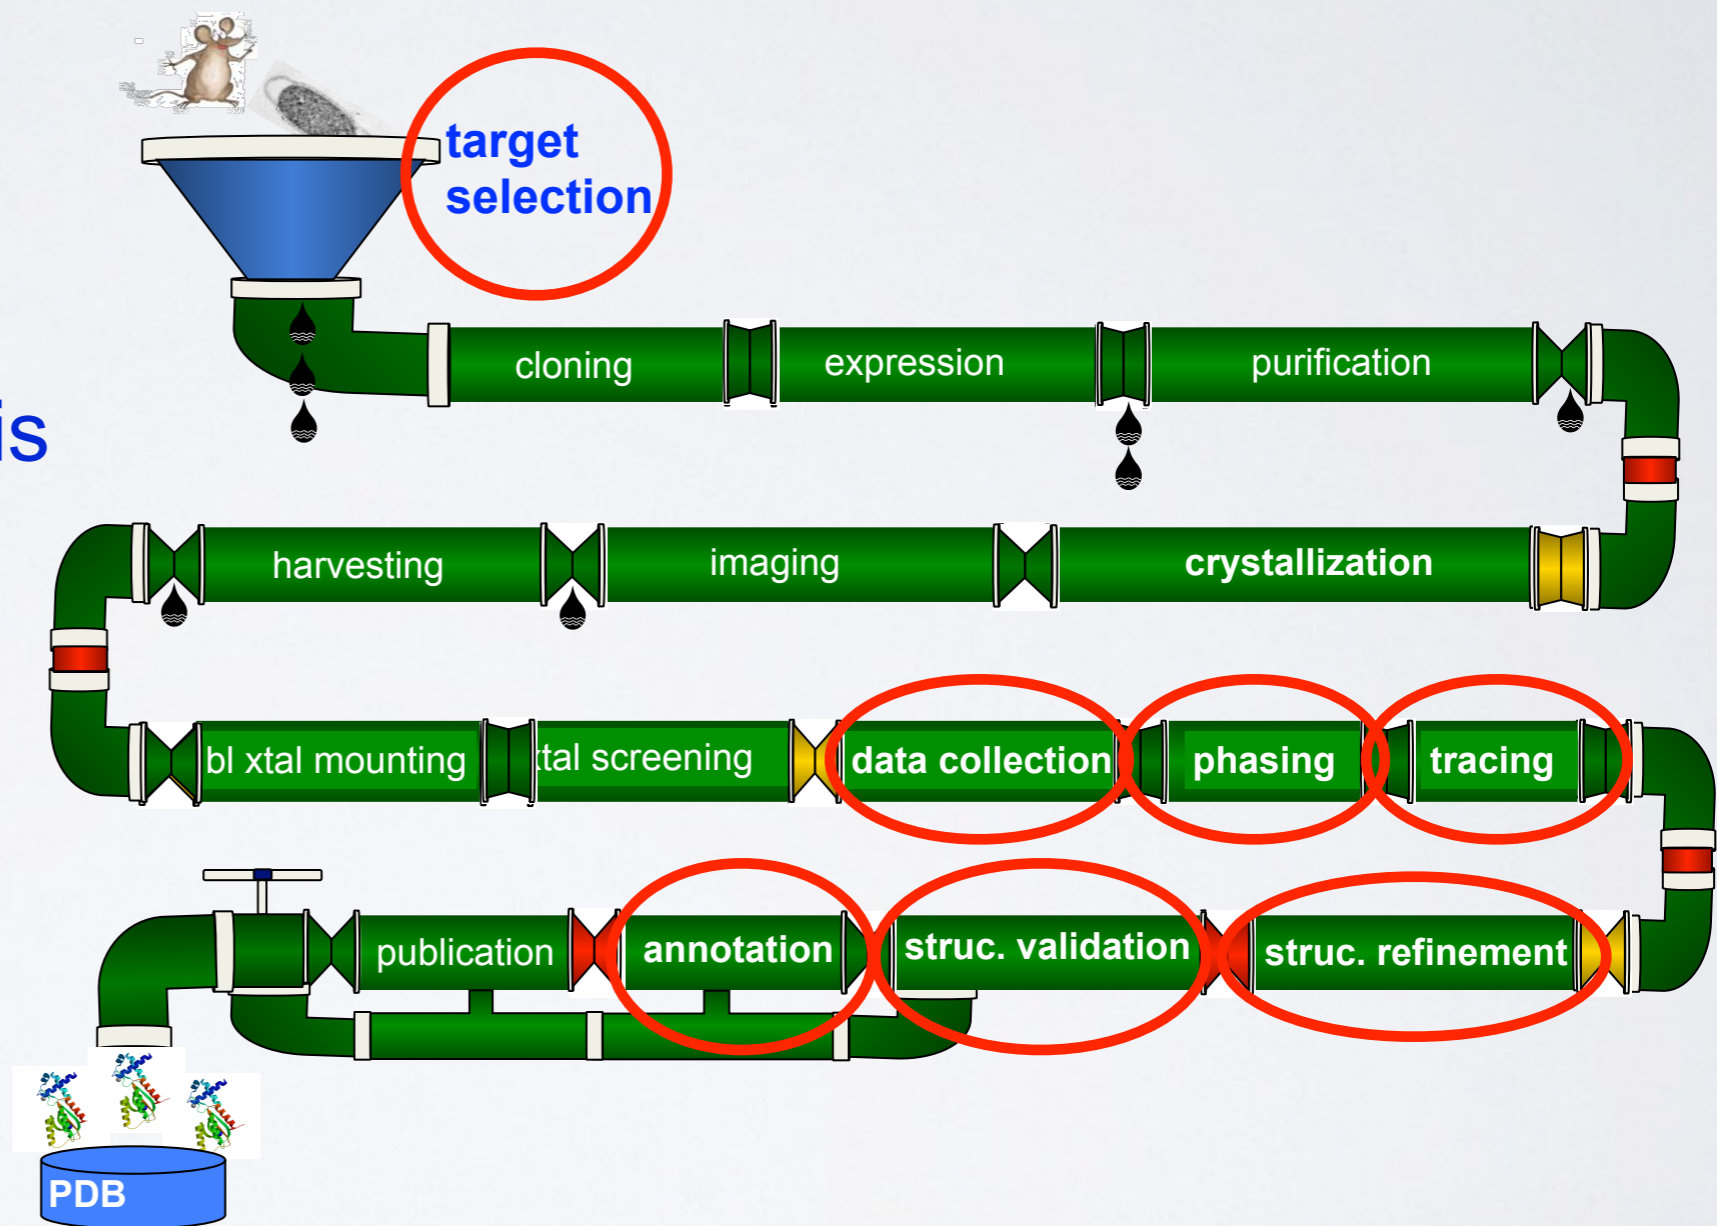 target
selection
cloning
expression
purification
is
harvesting
imaging
crystallization
bl xtal mounting
xtal screening
data collection
phasing
tracing
publication
annotation
struc. validation
struc. refinement
PDB